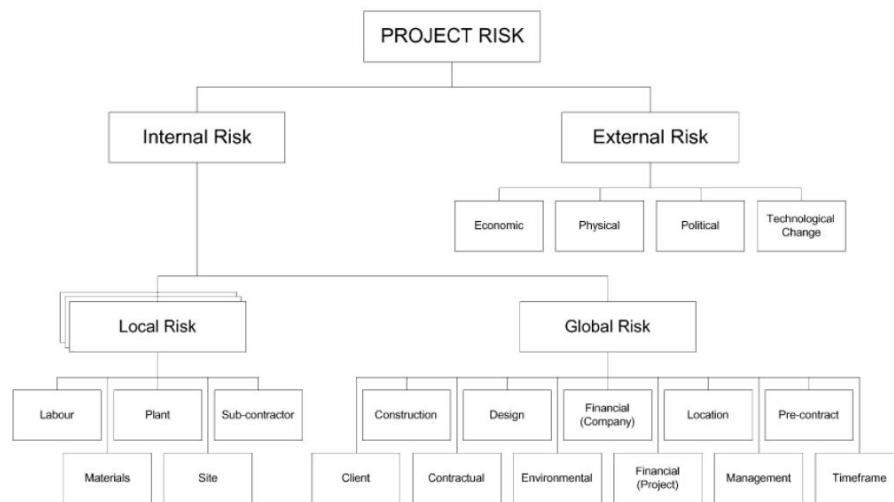 PROJECT RISK
Internal Risk
External Risk
Economic
Physical
Political
Technological
Change
Local Risk
Global Risk
Labour
Plant
Sub-contractor
Construction
Design
Financial
(Company)
Location
Pre-contract
Materials
Site
Client
Contractual
Environmental
Financial
(Project)
Management
Timeframe